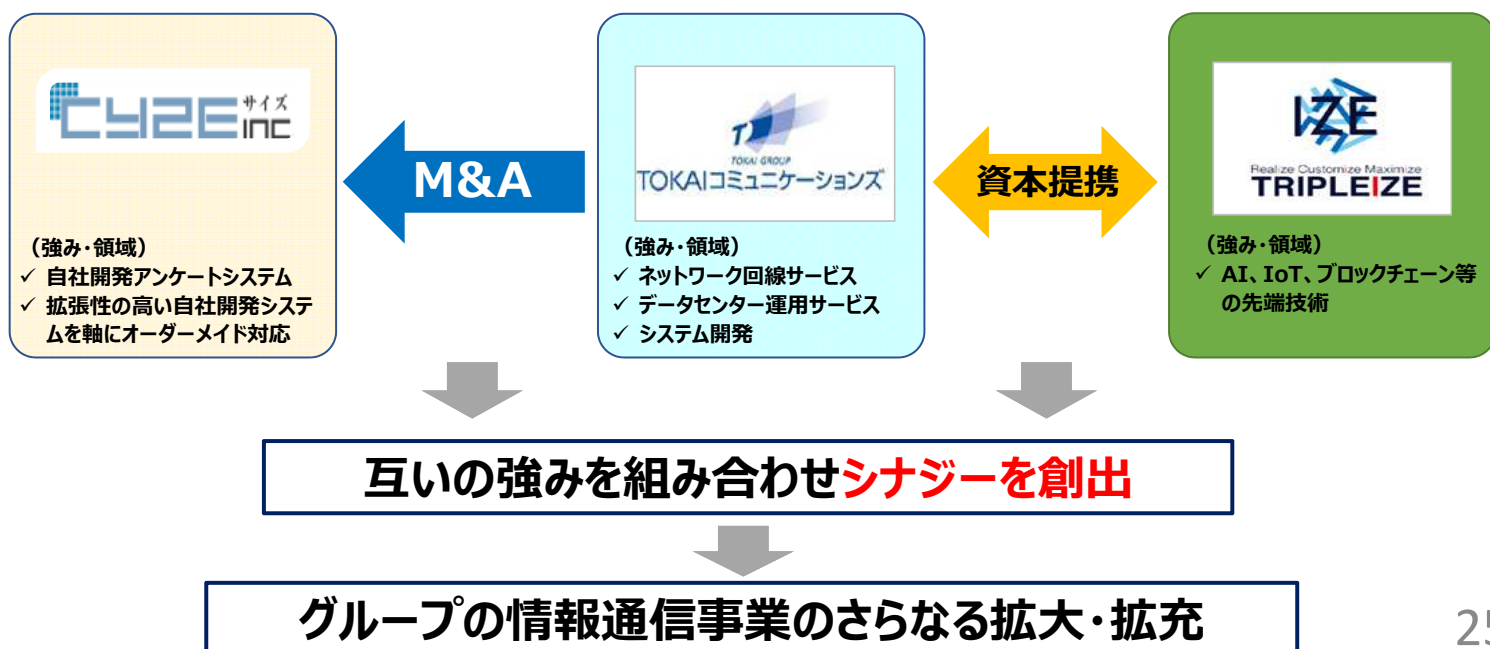 CYZE inc サイズ
（強み・領域）
✓ 自社開発アンケートシステム
✓ 拡張性の高い自社開発システ
ムを軸にオーダーメイド対応
M&A
T
TOKAI GROUP
TOKAIコミュニケーションズ
（強み・領域）
✓ ネットワーク回線サービス
✓ データセンター運用サービス
✓ システム開発
資本提携
IZE
Realize Customize Maximize
TRIPLEIZE
（強み・領域）
✓ AI、IoT、ブロックチェーン等
の先端技術
互いの強みを組み合わせシナジーを創出
グループの情報通信事業のさらなる拡大・拡充
25